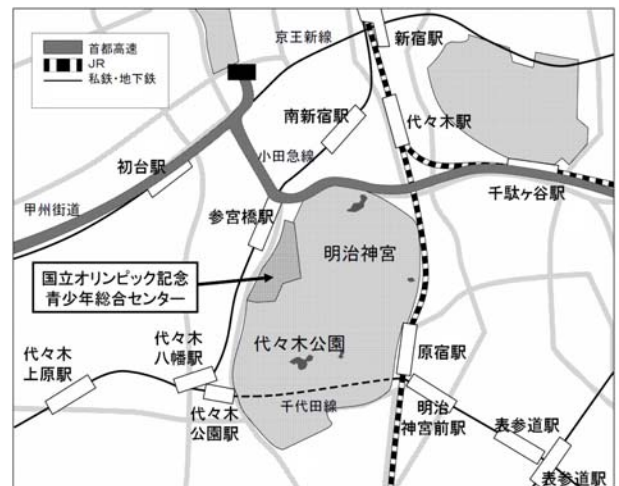 首都高速
JR
私鉄・地下鉄
京王新線
新宿駅
南新宿駅
代々木駅
小田急線
初台駅
千駄ヶ谷駅
甲州街道
参宮橋駅
明治神宮
国立オリンピック記念
青少年総合センター
代々木公園
代々木
八幡駅
代々木
上原駅
原宿駅
代々木
公園駅
千代田線
明治
神宮前駅
表参道駅
表参道駅